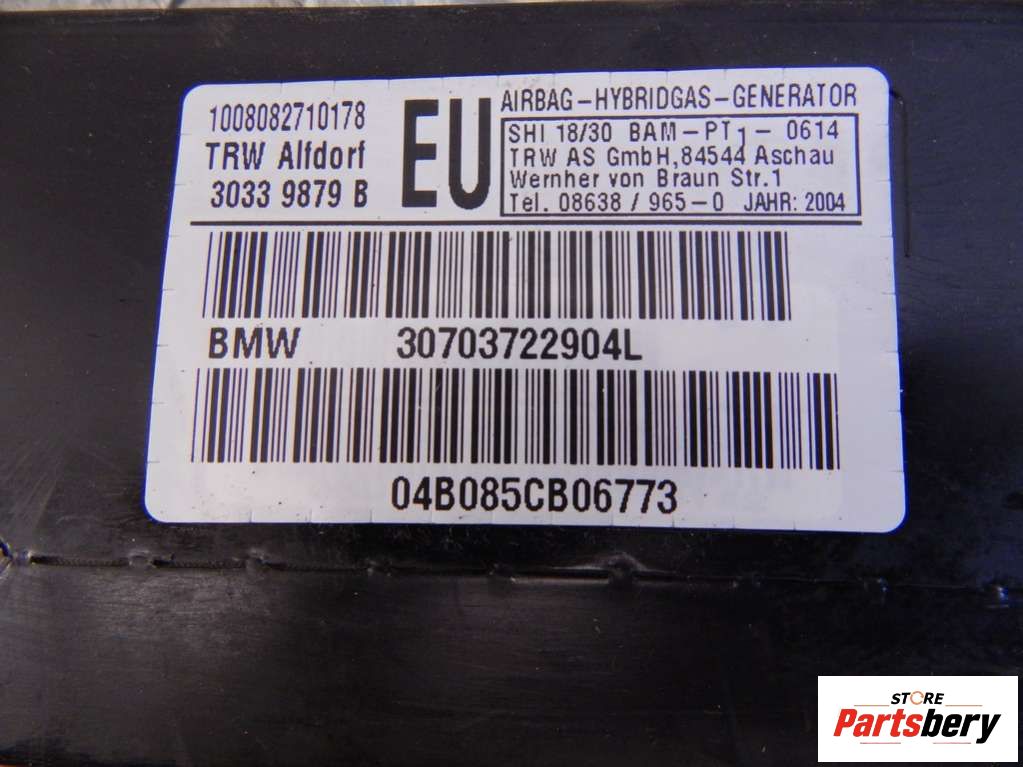 1008082710178
TRW Alfdorf
3033 9879 B
EU
AIRBAG-HYBRIDGAS-GENERATOR
SHI 18/30 BAM-PT1-0614
TRW AS GmbH,84544 Aschau
Wernher von Braun Str.1
Tel. 08638 / 965-0 JAHR: 2004
BMW 30703722904L
04B085CB06773
STORE
Partsbery